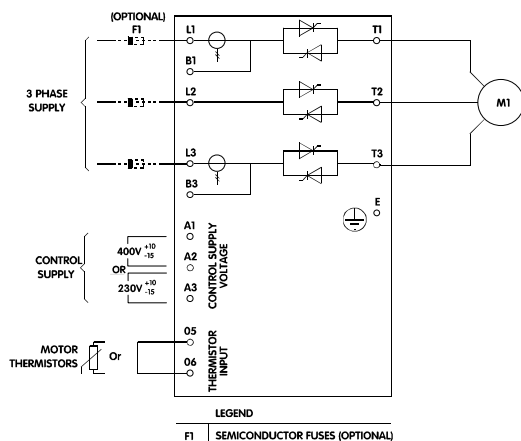 (OPTIONAL)
F1
L1
T1
B1
3 PHASE
SUPPLY
L2
T2
M1
L3
T3
B3
E
A1
400V +10 -15
CONTROL
SUPPLY
OR
A2
230V +10 -15
A3
CONTROL SUPPLY
VOLTAGE
05
MOTOR
THERMISTORS
Or
06
THERMISTOR
INPUT
LEGEND
F1 SEMICONDUCTOR FUSES (OPTIONAL)